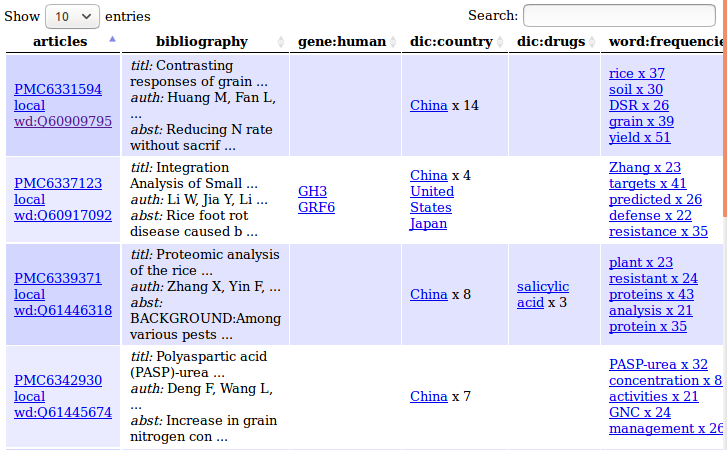 Show 10 entries Search:
articles bibliography gene:human dic:country dic:drugs word:frequencie
PMC6331594
local
wd:Q60909795
titl: Contrasting
responses of grain ...
auth: Huang M, Fan L,
...
abst: Reducing N rate
without sacrif ...
China x 14
rice x 37
soil x 30
DSR x 26
grain x 39
yield x 51
PMC6337123
local
wd:Q60917092
titl: Integration
Analysis of Small ...
auth: Li W, Jia Y, Li ...
abst: Rice foot rot
disease caused b ...
GH3
GRF6
China x 4
United
States
Japan
Zhang x 23
targets x 41
predicted x 26
defense x 22
resistance x 35
PMC6339371
local
wd:Q61446318
titl: Proteomic analysis
of the rice ...
auth: Zhang X, Yin F, ...
abst:
BACKGROUND:Among
various pests ...
China x 8
salicylic
acid x 3
plant x 23
resistant x 24
proteins x 43
analysis x 21
protein x 35
PMC6342930
local
wd:Q61445674
titl: Polyaspartic acid
(PASP)-urea ...
auth: Deng F, Wang L,
...
abst: Increase in grain
nitrogen con ...
China x 7
PASP-urea x 32
concentration x 8
activities x 21
GNC x 24
management x 26